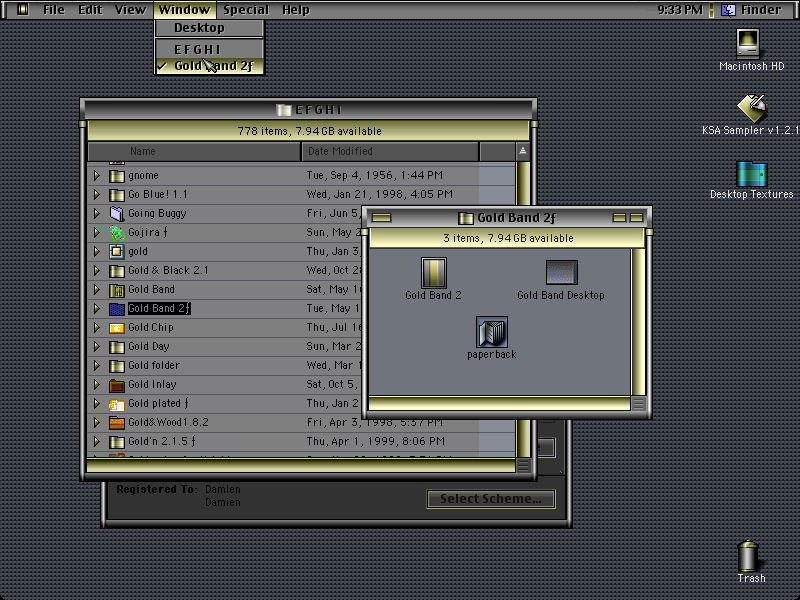 File Edit View Window Special Help 9:33 PM Finder
Desktop
E F G H I
✓ Gold Band 2ƒ
Macintosh HD
KSA Sampler v1.2.1
Desktop Textures
E F G H I
778 items, 7.94 GB available
Name Date Modified
gnome Tue, Sep 4, 1956, 1:44 PM
Go Blue! 1.1 Wed, Jan 21, 1998, 4:05 PM
Going Buggy Fri, Jun 5,
Gojira ƒ Sun, May 2
gold Thu, Jan 3
Gold & Black 2.1 Wed, Oct 28
Gold Band Sat, May 16
Gold Band 2ƒ Tue, May 1
Gold Chip Thu, Jul 16
Gold Day Sun, Mar 2
Gold folder Wed, Mar 1
Gold Inlay Sat, Oct 5,
Gold plated ƒ Thu, Jan 2
Gold&Wood1.8.2 Fri, Apr 3, 1998, 5:37 PM
Gold'n 2.1.5 ƒ Thu, Apr 1, 1999, 8:06 PM
Gold Band 2ƒ
3 items, 7.94 GB available
Gold Band 2 Gold Band Desktop
paperback
Registered To: Damien
Damien
Select Scheme...
Trash